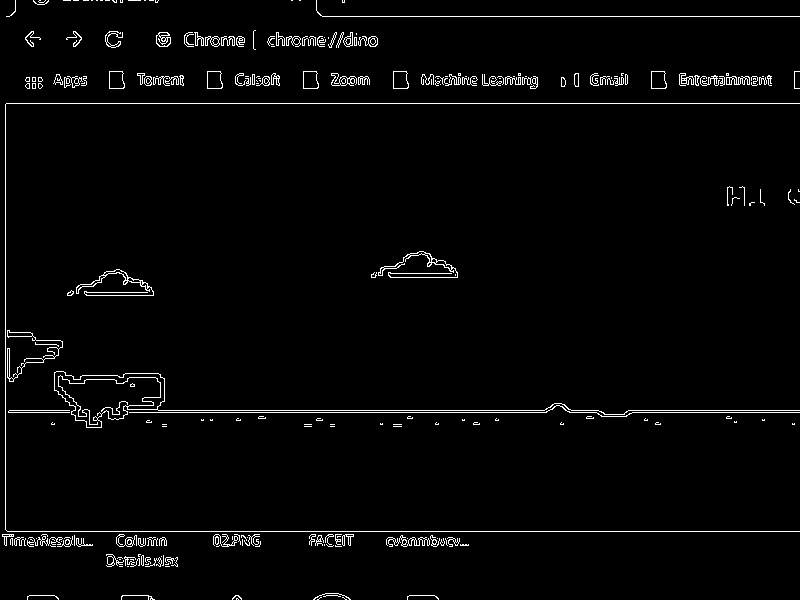 Chrome | chrome://dino
Apps Torrent Calsoft Zoom Machine Learning Gmail Entertainment
HI
TimerResolu... Column 02.PNG FACEIT cvbnmbvcv...
Details.xlsx